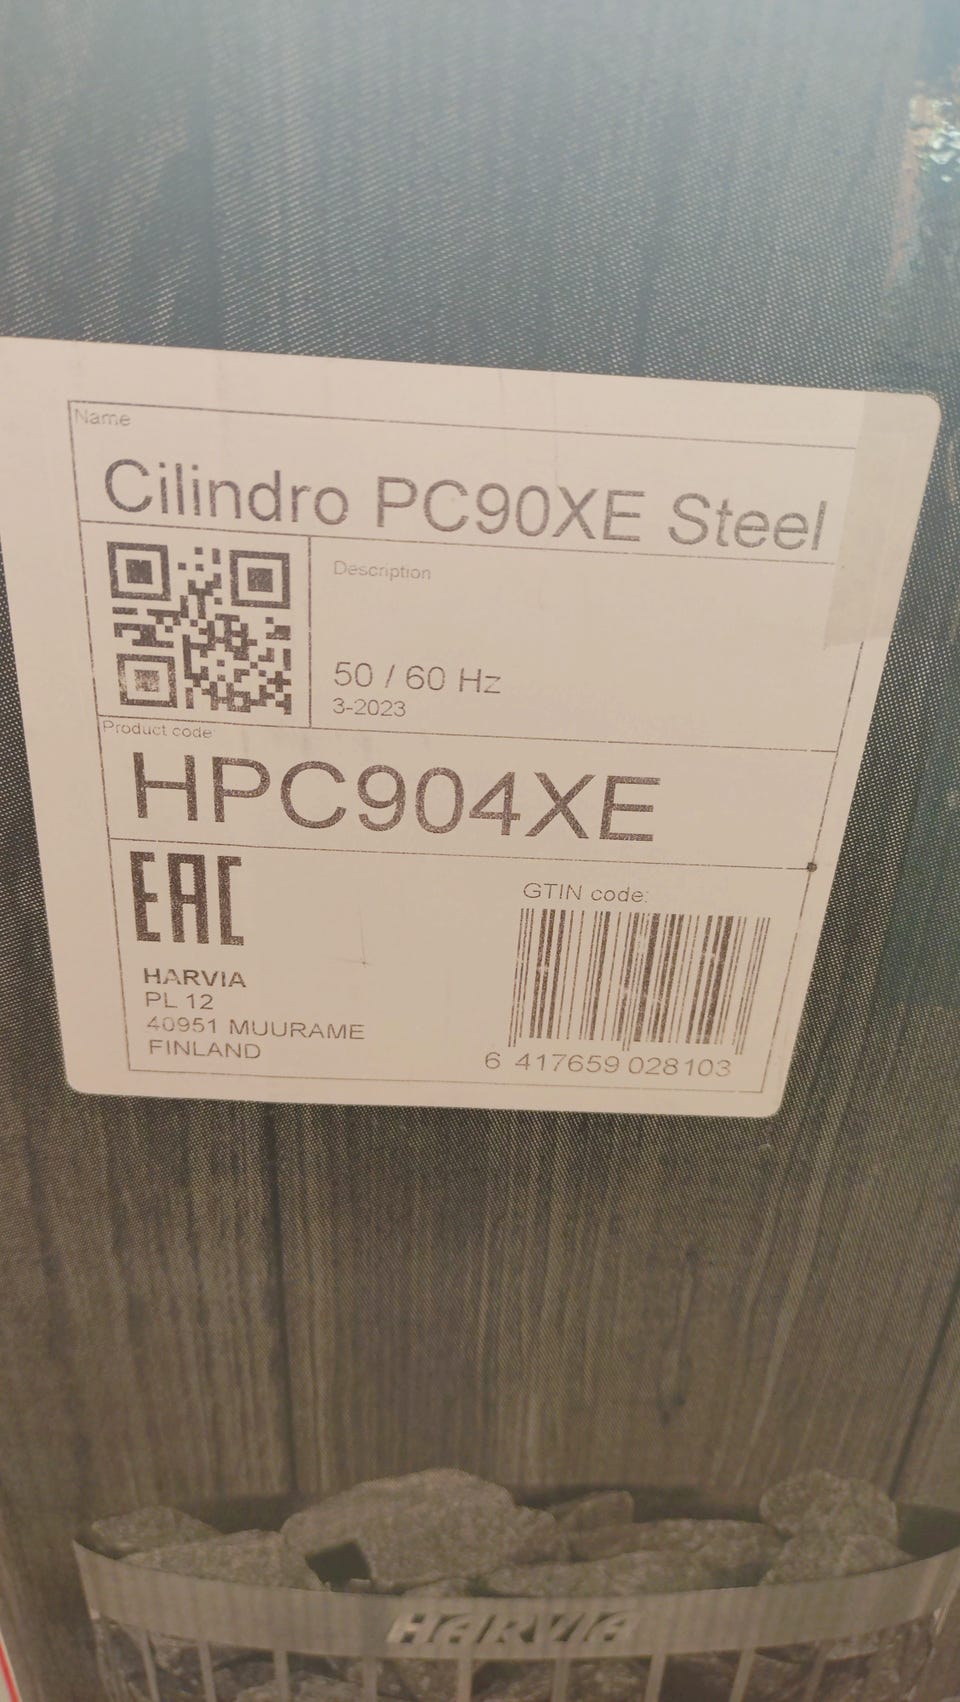 Name
Cilindro PC90XE Steel
Description
50 / 60 Hz
3-2023
Product code:
HPC904XE
EAC
HARVIA
PL 12
40951 MUURAME
FINLAND
GTIN code:
6 417659 028103
HARVIA